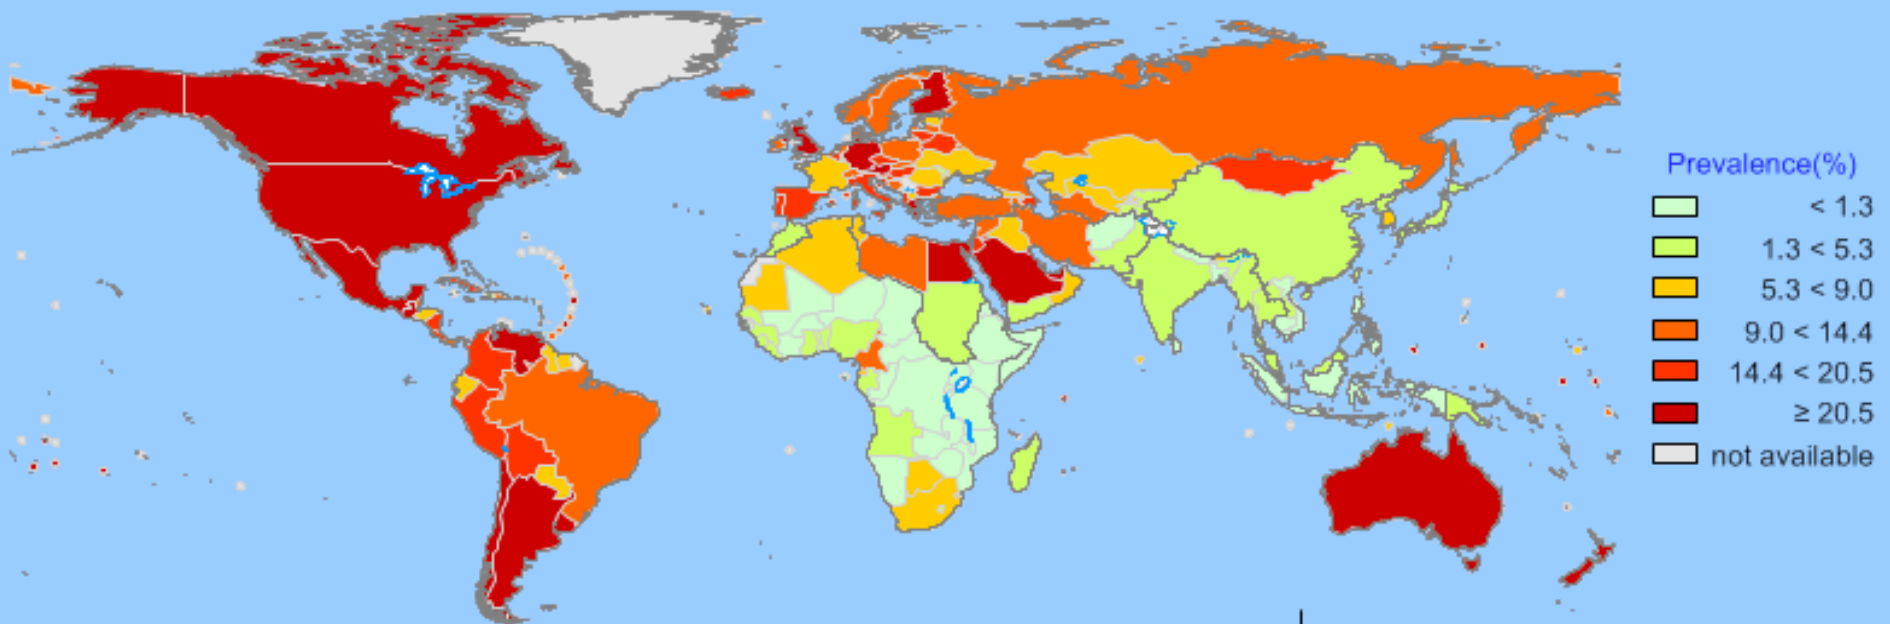 Prevalence(%)
< 1.3
1.3 < 5.3
5.3 < 9.0
9.0 < 14.4
14.4 < 20.5
≥ 20.5
not available